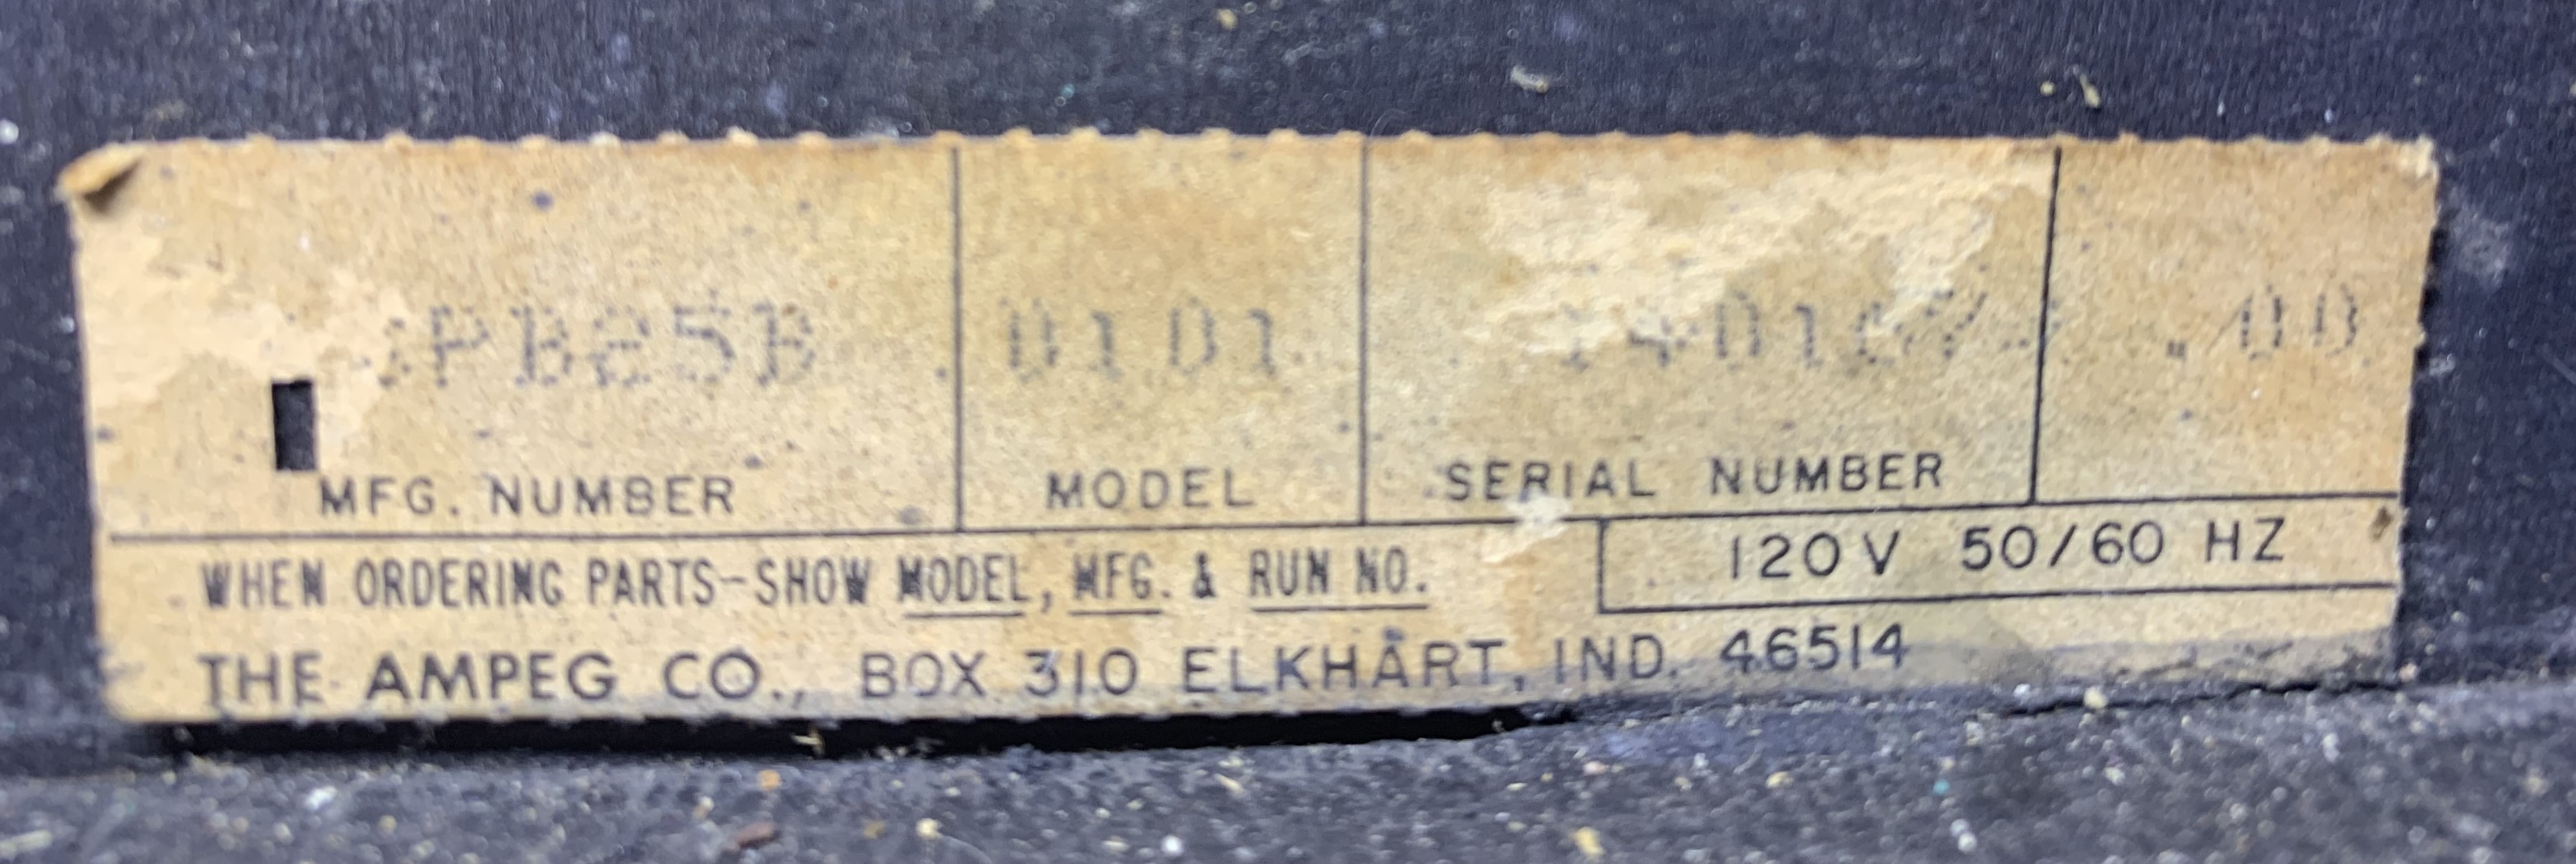 PB25B 0101 .00
MFG. NUMBER MODEL SERIAL NUMBER
WHEN ORDERING PARTS-SHOW MODEL, MFG. & RUN NO. 120V 50/60 HZ
THE AMPEG CO., BOX 310 ELKHART, IND. 46514